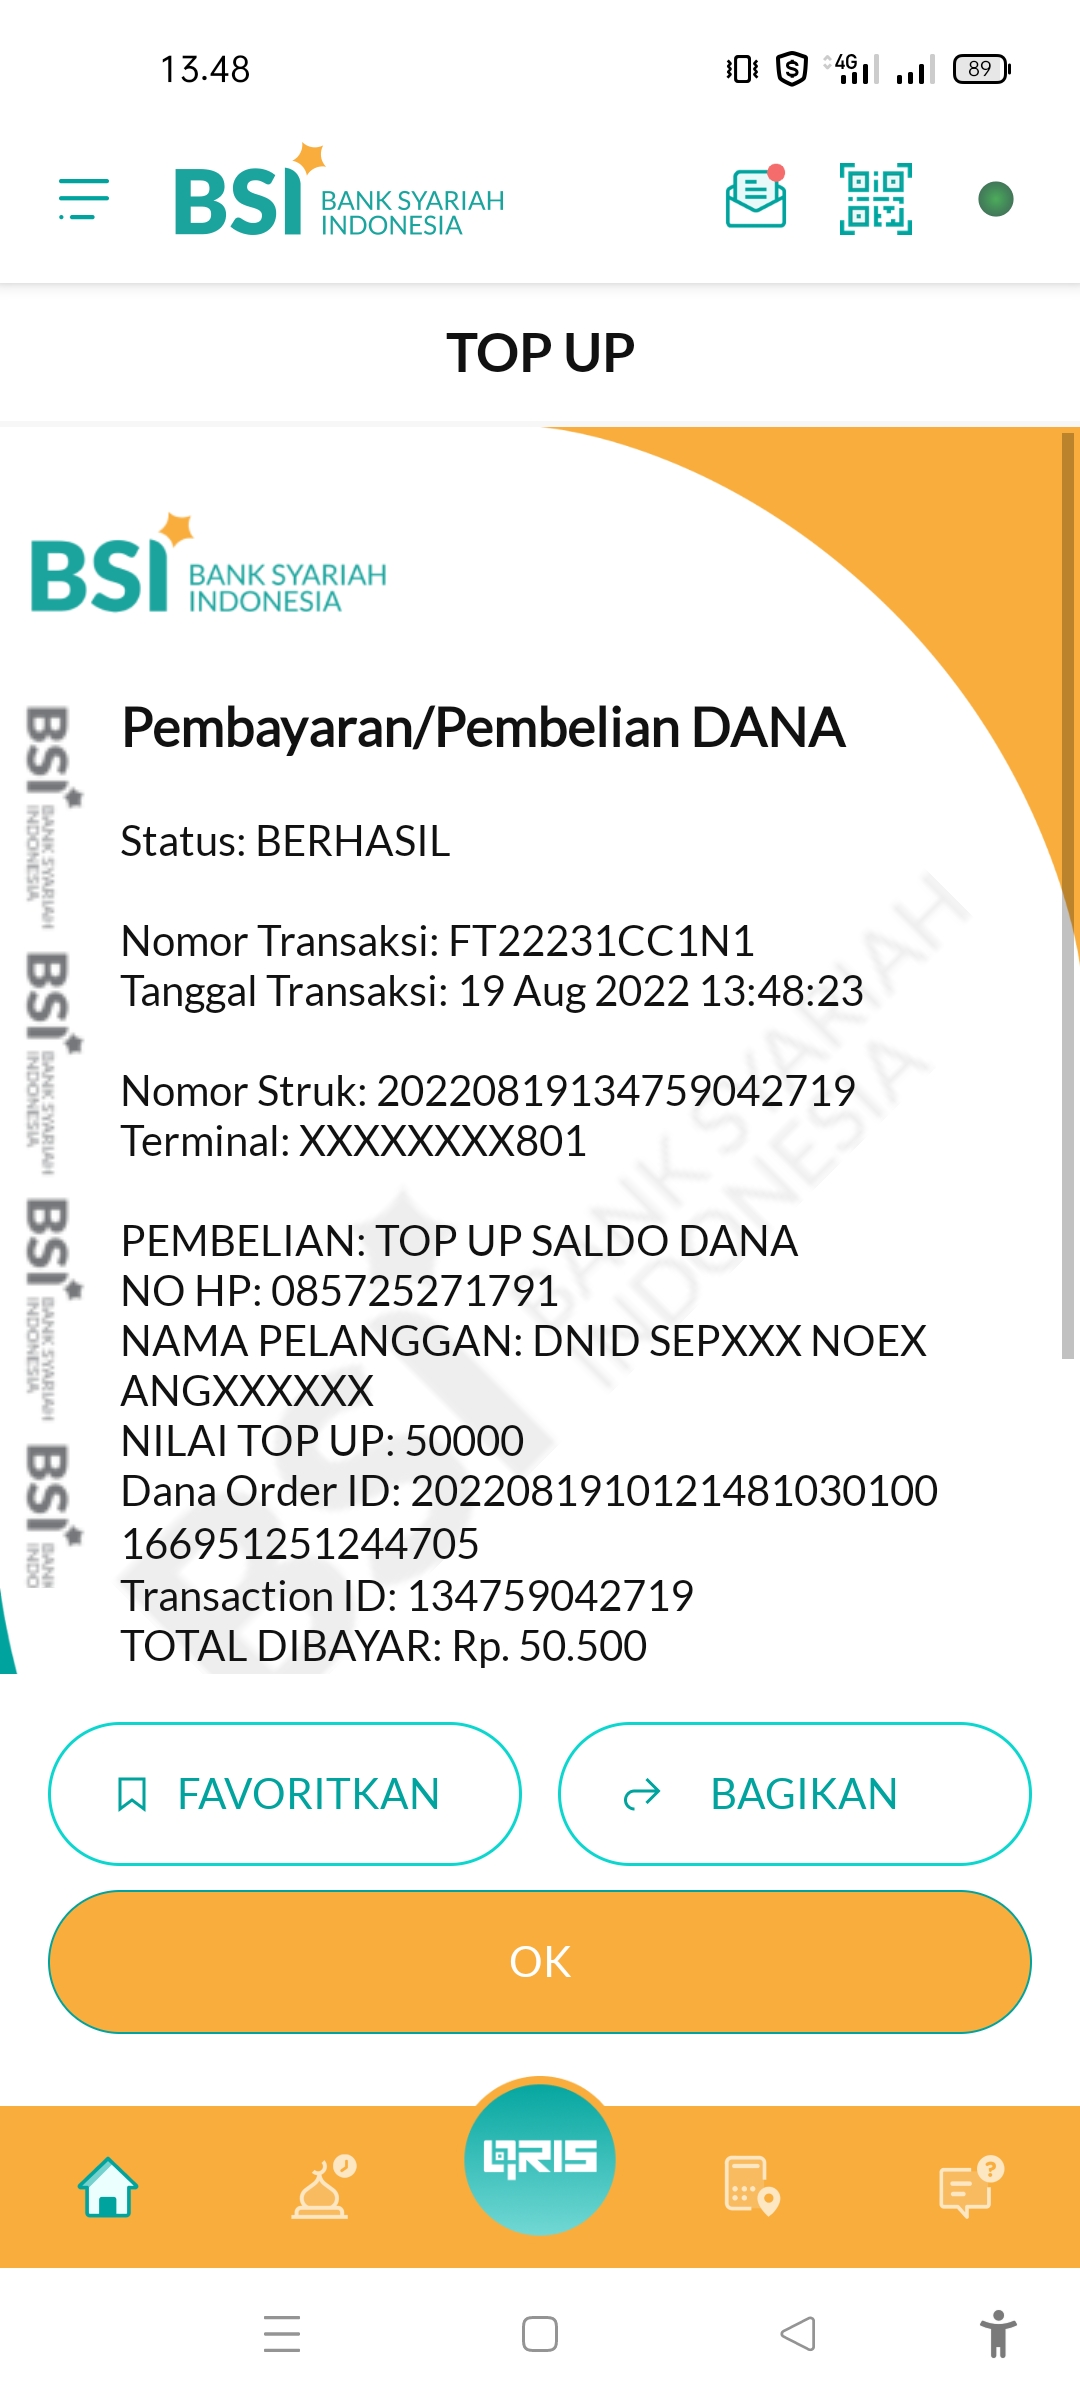 13.48
4G
89
BSI BANK SYARIAH INDONESIA
TOP UP
BSI BANK SYARIAH INDONESIA
Pembayaran/Pembelian DANA
Status: BERHASIL
Nomor Transaksi: FT22231CC1N1
Tanggal Transaksi: 19 Aug 2022 13:48:23
Nomor Struk: 20220819134759042719
Terminal: XXXXXXXX801
PEMBELIAN: TOP UP SALDO DANA
NO HP: 085725271791
NAMA PELANGGAN: DNID SEPXXX NOEX
ANGXXXXXX
NILAI TOP UP: 50000
Dana Order ID: 2022081910121481030100
166951251244705
Transaction ID: 134759042719
TOTAL DIBAYAR: Rp. 50.500
BSI BANK SYARIAH INDONESIA
BSI BANK SYARIAH INDONESIA
BSI BANK SYARIAH INDONESIA
BSI BANK INDO
BSI BANK SYARIAH INDONESIA
FAVORITKAN
BAGIKAN
OK
QRIS